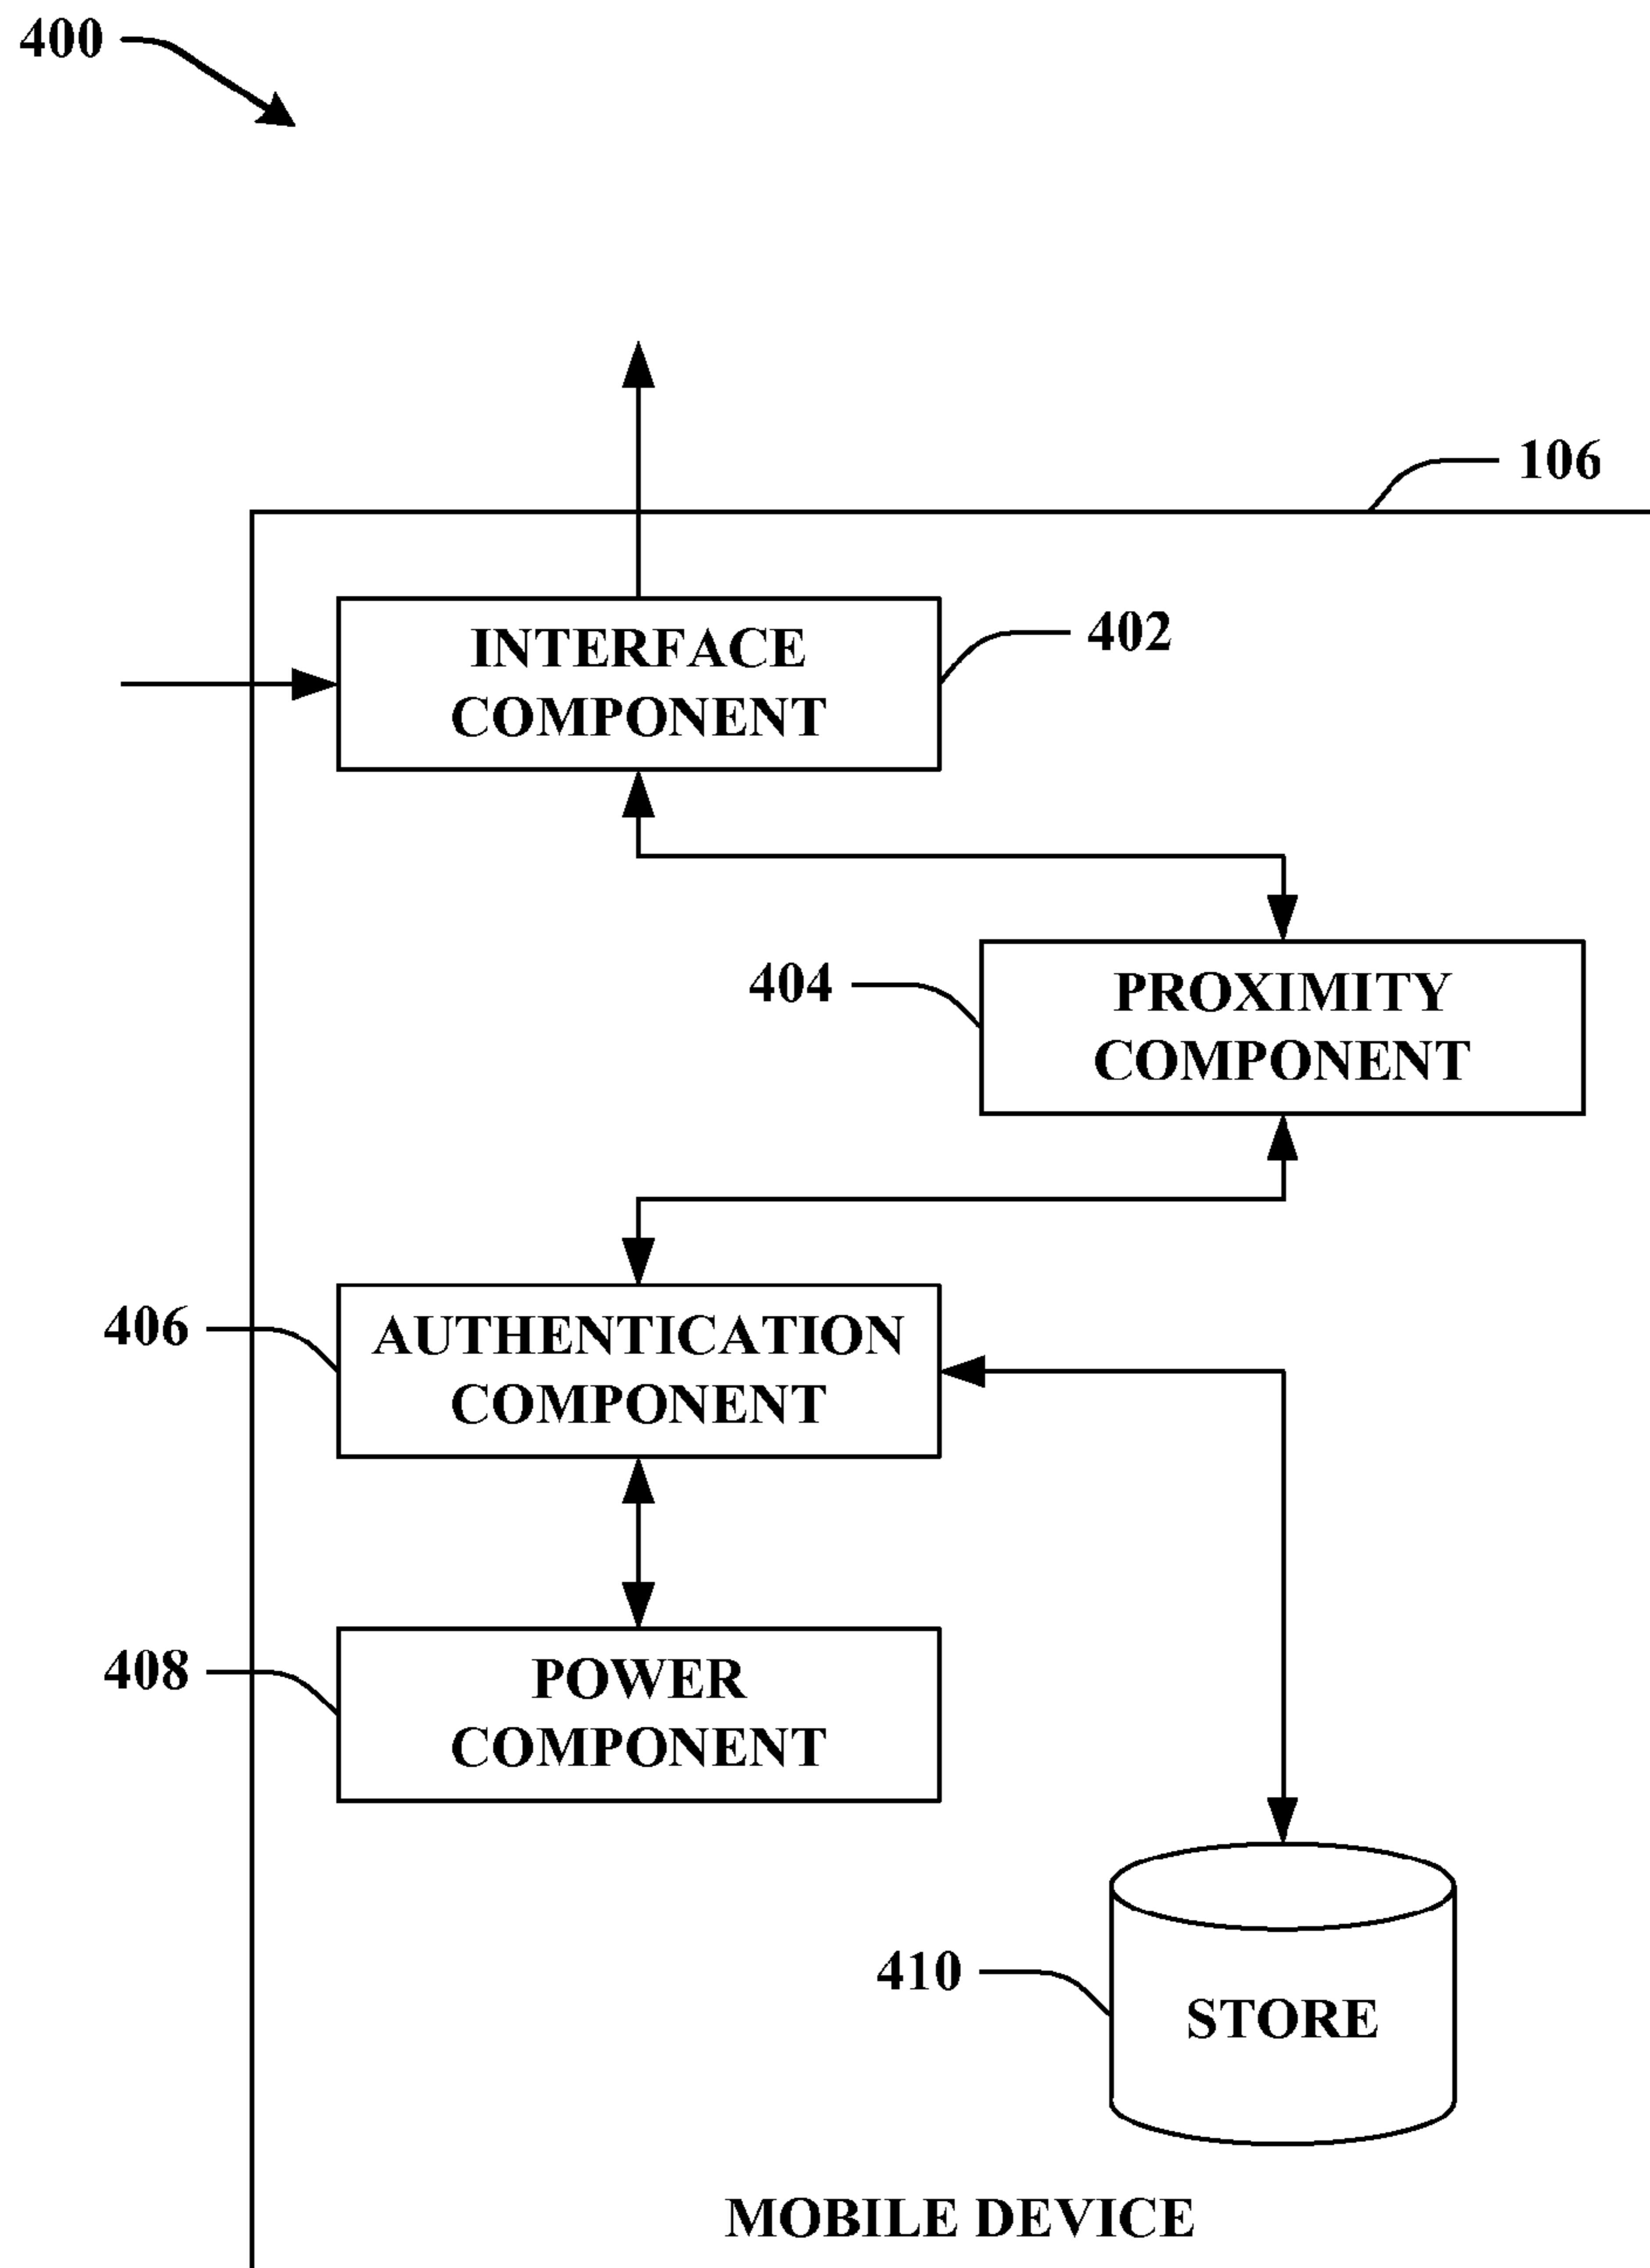 400
106
INTERFACE
COMPONENT
402
404
PROXIMITY
COMPONENT
406
AUTHENTICATION
COMPONENT
408
POWER
COMPONENT
410
STORE
MOBILE DEVICE